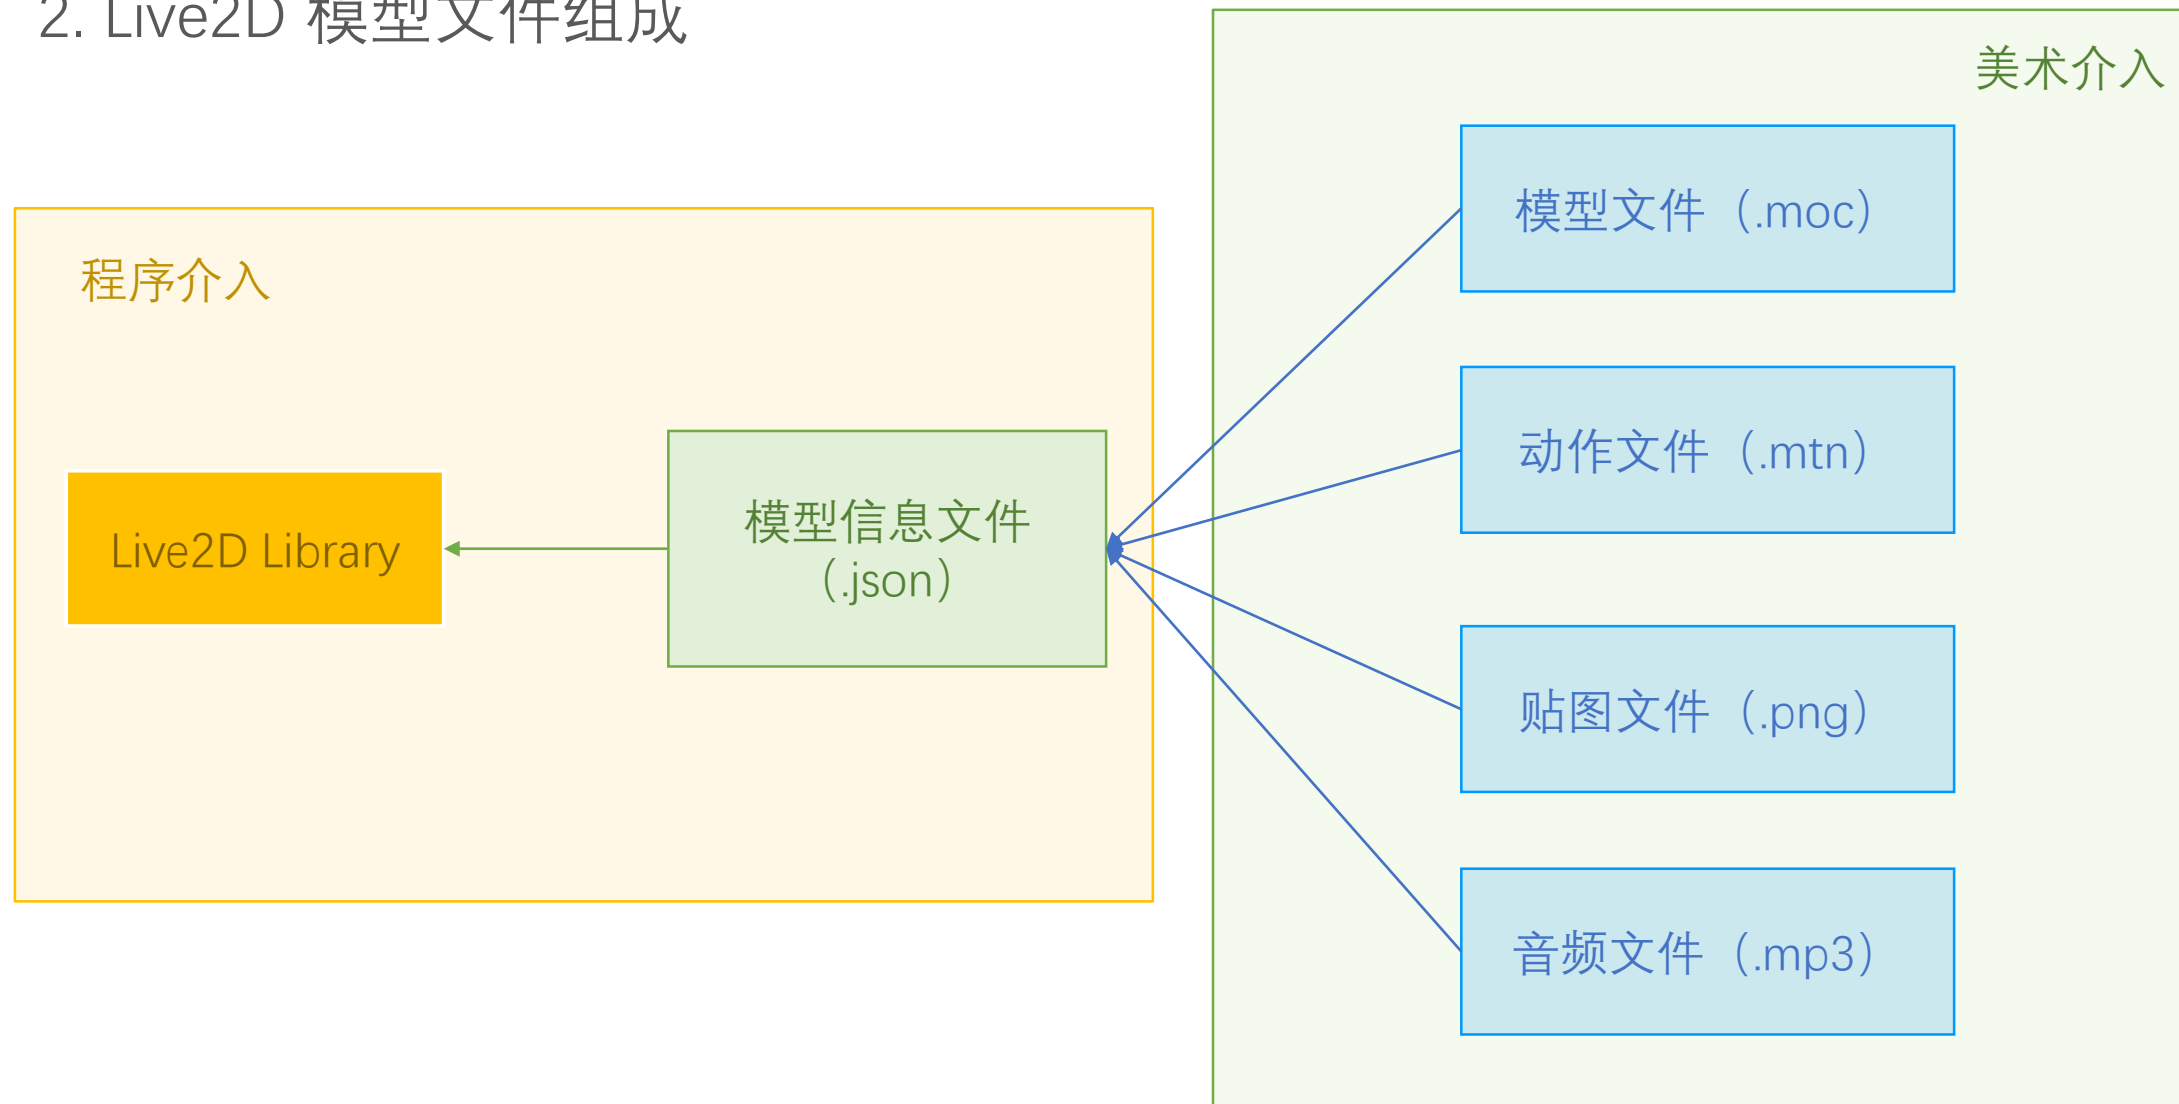 2. Live2D 模型文件组成
美术介入
模型文件（.moc）
程序介入
动作文件（.mtn）
Live2D Library
模型信息文件
（.json）
贴图文件（.png）
音频文件（.mp3）